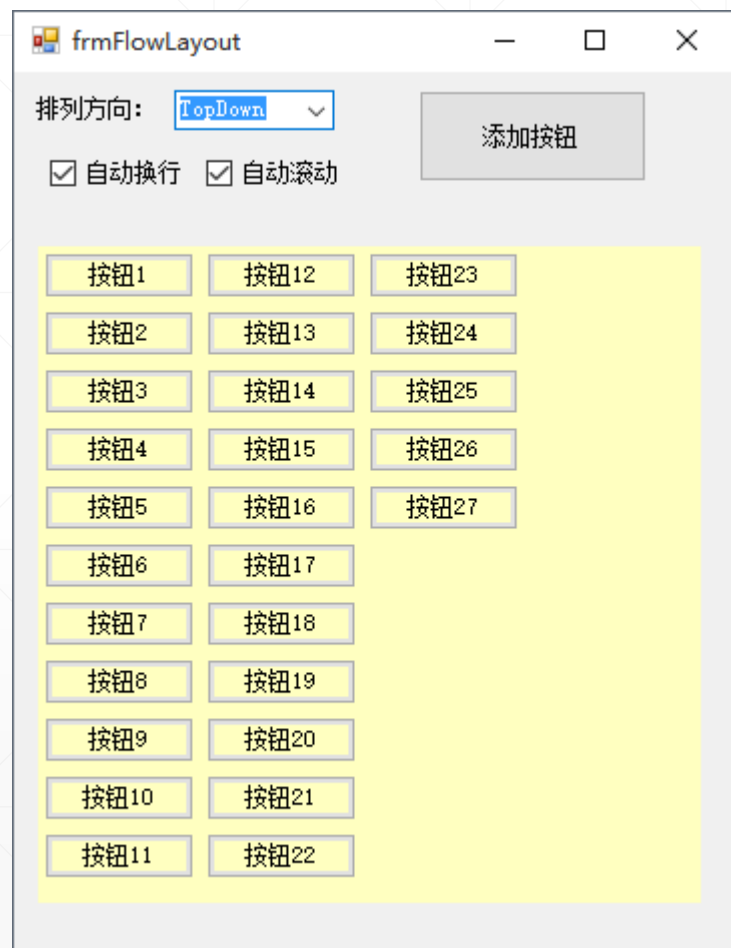 frmFlowLayout
排列方向: TopDown
添加按钮
自动换行 自动滚动
按钮1 按钮12 按钮23
按钮2 按钮13 按钮24
按钮3 按钮14 按钮25
按钮4 按钮15 按钮26
按钮5 按钮16 按钮27
按钮6 按钮17
按钮7 按钮18
按钮8 按钮19
按钮9 按钮20
按钮10 按钮21
按钮11 按钮22